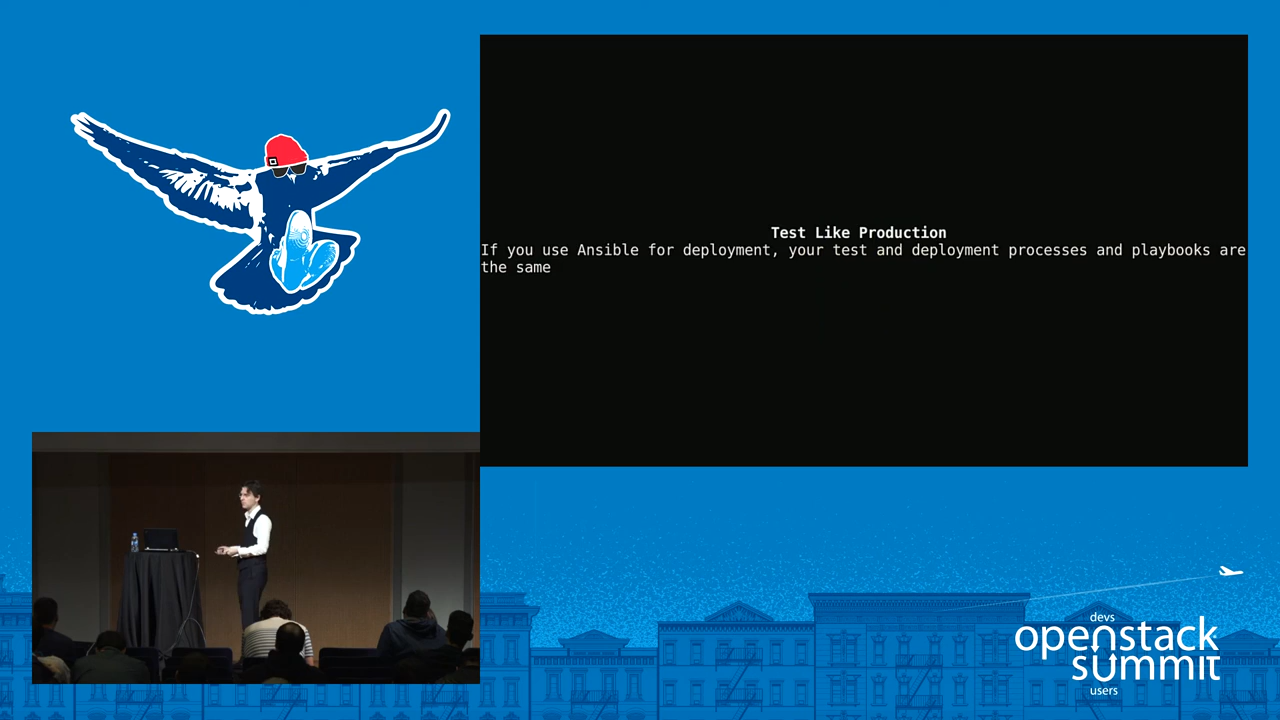 Test Like Production
If you use Ansible for deployment, your test and deployment processes and playbooks are
the same
devs
openstack
summit
users